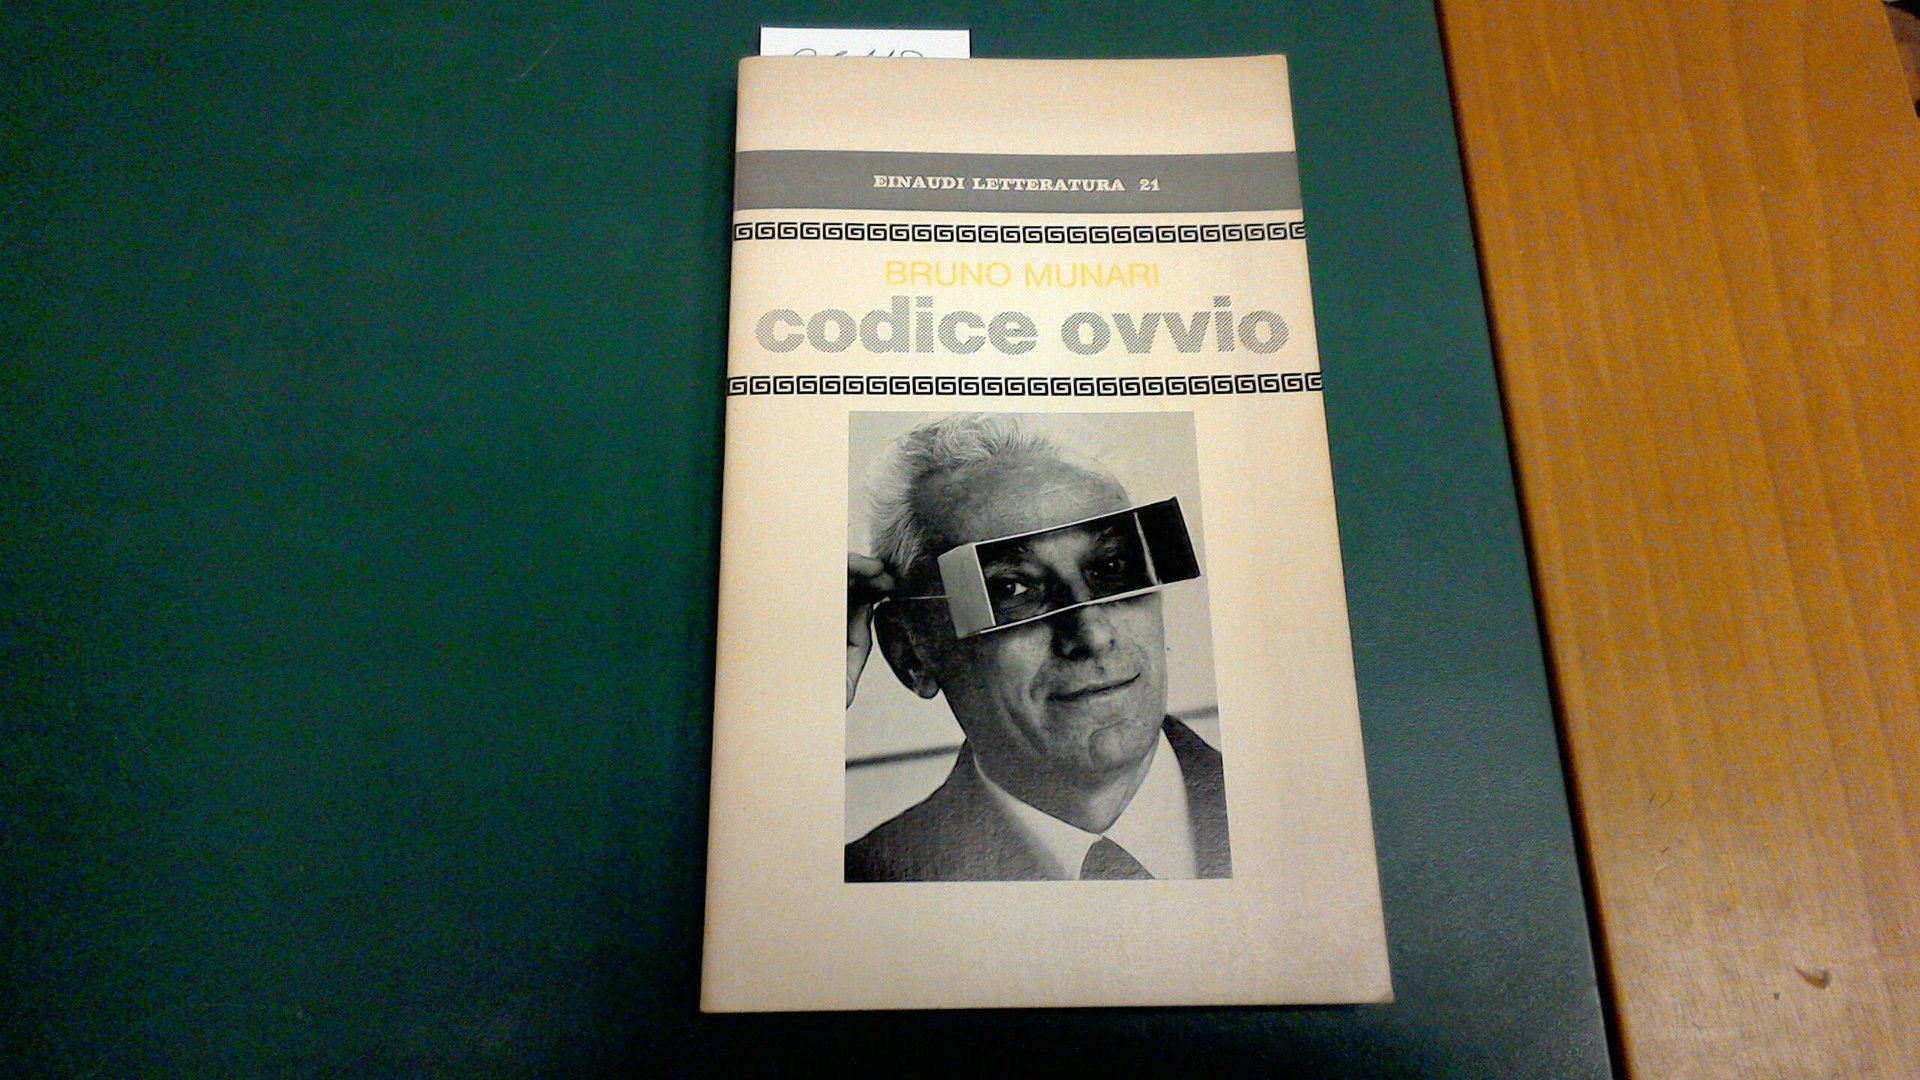 EINAUDI LETTERATURA 21
BRUNO MUNARI
codice ovvio